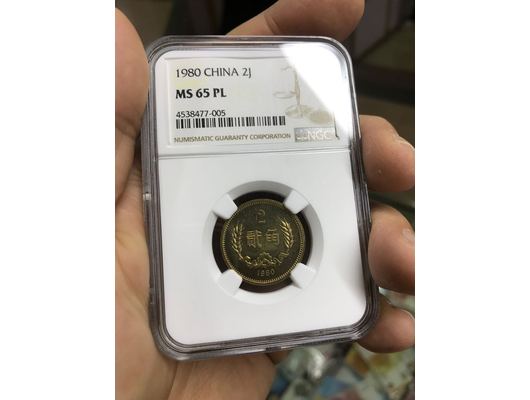 1980 CHINA 2J
MS 65 PL
4538477-005
NUMISMATIC GUARANTY CORPORATION
NGC
2
贰角
1980